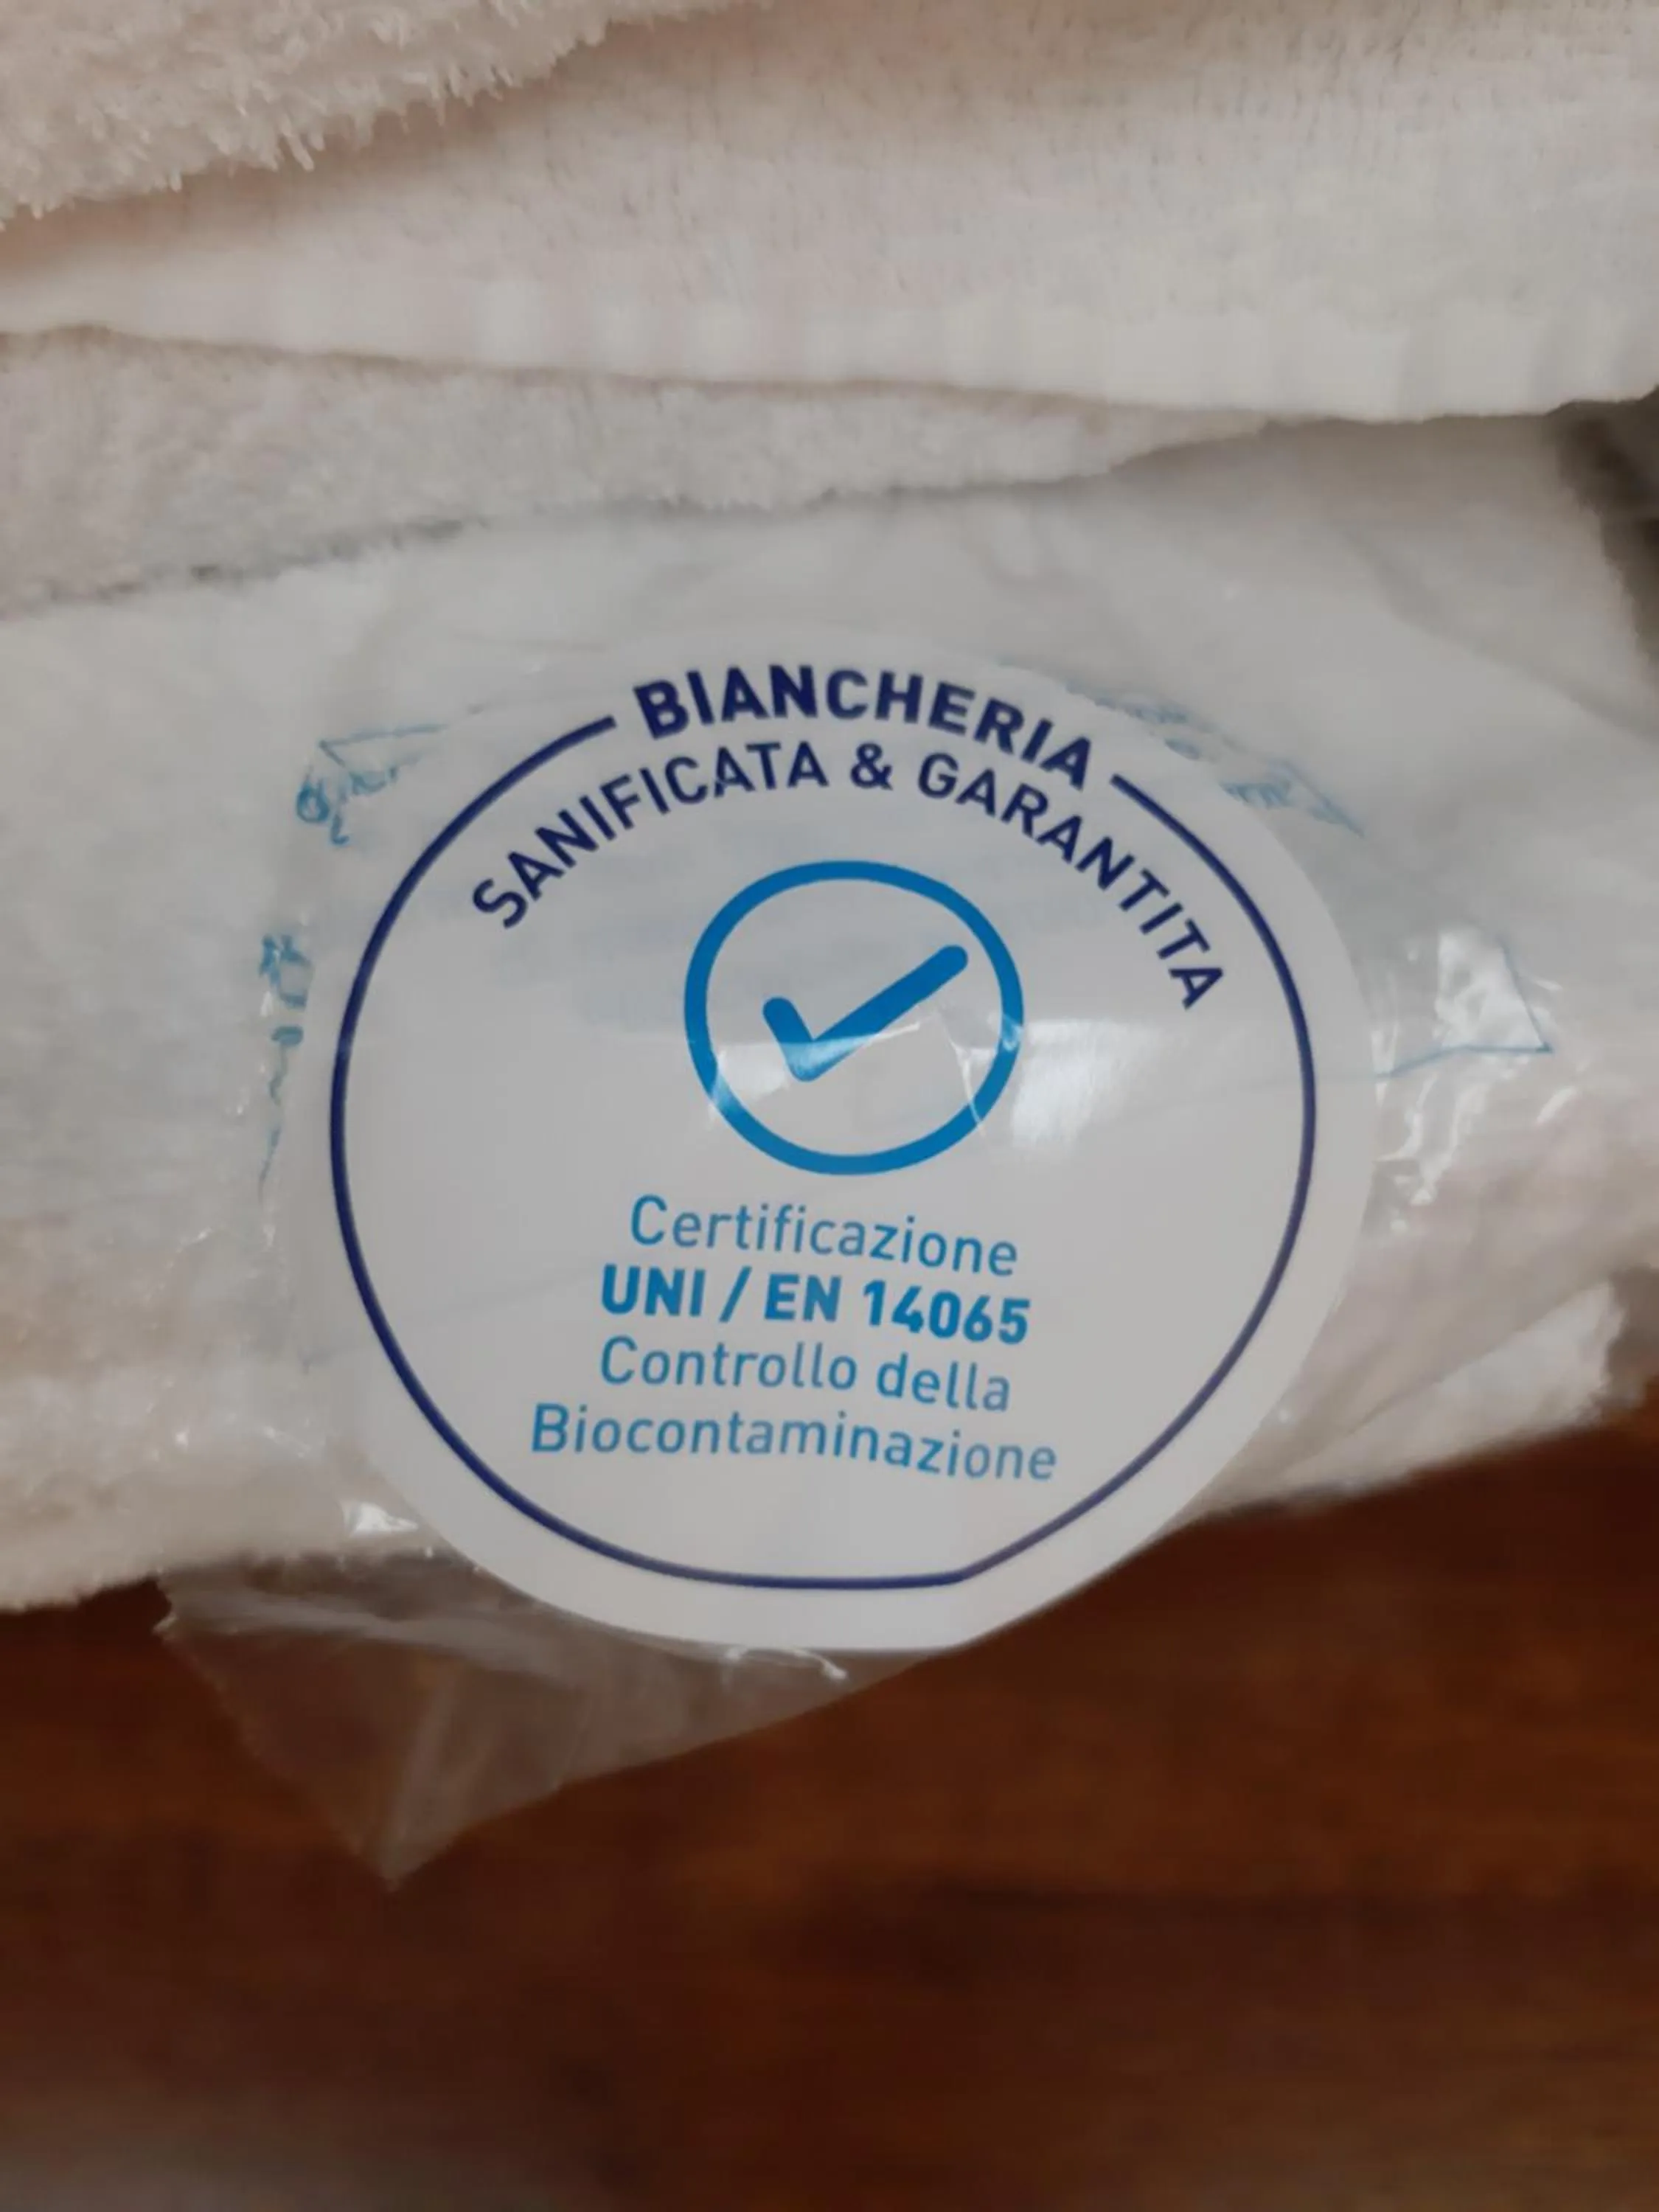 BIANCHERIA
SANIFICATA & GARANTITA
Certificazione
UNI / EN 14065
Controllo della
Biocontaminazione